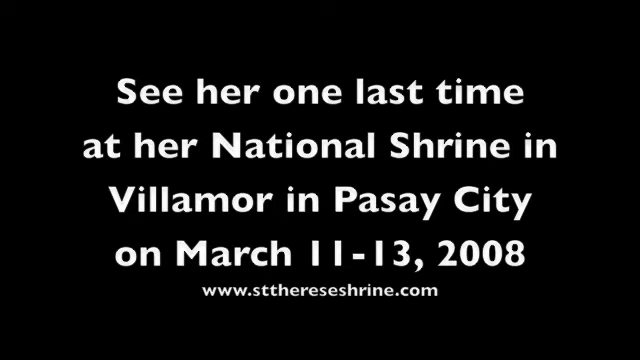 See her one last time
at her National Shrine in
Villamor in Pasay City
on March 11-13, 2008
www.stthereseshrine.com